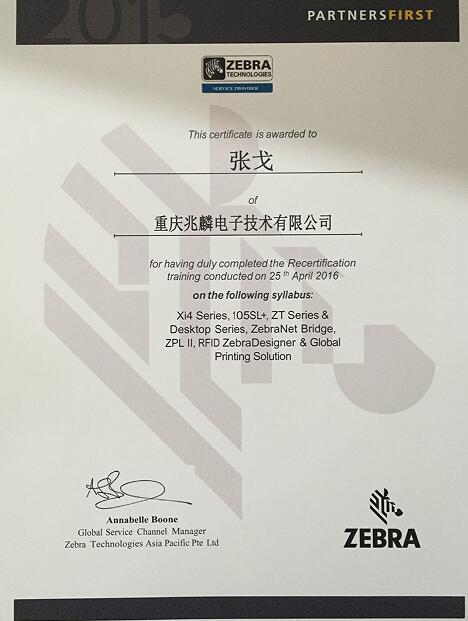 2015
PARTNERSFIRST
ZEBRA
TECHNOLOGIES
SERVICE PROVIDER
This certificate is awarded to
张戈
of
重庆兆麟电子技术有限公司
for having duly completed the Recertification
training conducted on 25 th April 2016
on the following syllabus:
Xi4 Series, 105SL+, ZT Series &
Desktop Series, ZebraNet Bridge,
ZPL II, RFID ZebraDesigner & Global
Printing Solution
Annabelle Boone
Global Service Channel Manager
Zebra Technologies Asia Pacific Pte Ltd
ZEBRA